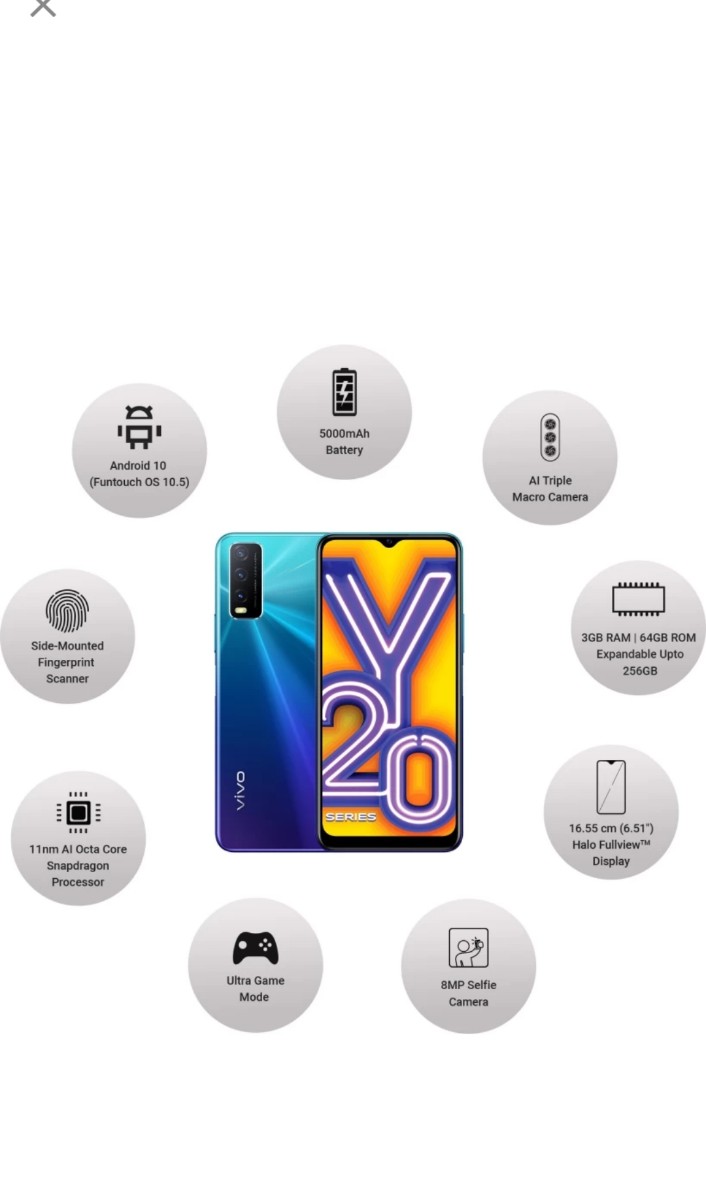 5000mAh
Battery
Android 10
(Funtouch OS 10.5)
AI Triple
Macro Camera
Side-Mounted
Fingerprint
Scanner
3GB RAM | 64GB ROM
Expandable Upto
256GB
vivo
Y
20
SERIES
11nm AI Octa Core
Snapdragon
Processor
16.55 cm (6.51")
Halo Fullview™
Display
Ultra Game
Mode
8MP Selfie
Camera